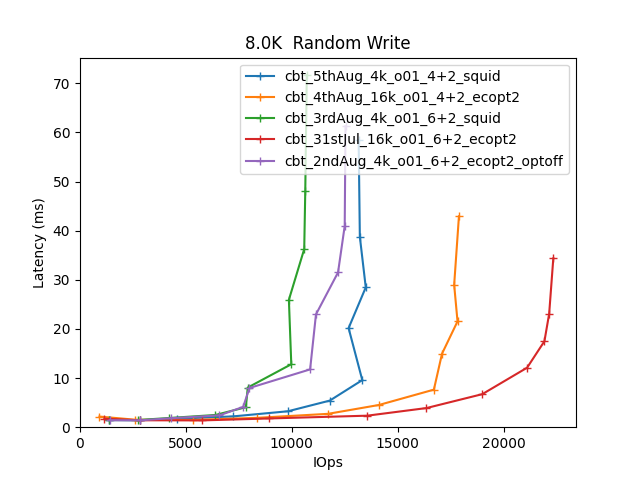 8.0K  Random Write
cbt_5thAug_4k_o01_4+2_squid
cbt_4thAug_16k_o01_4+2_ecopt2
cbt_3rdAug_4k_o01_6+2_squid
cbt_31stJul_16k_o01_6+2_ecopt2
cbt_2ndAug_4k_o01_6+2_ecopt2_optoff
Latency (ms)
70
60
50
40
30
20
10
0
0 5000 10000 15000 20000
IOps